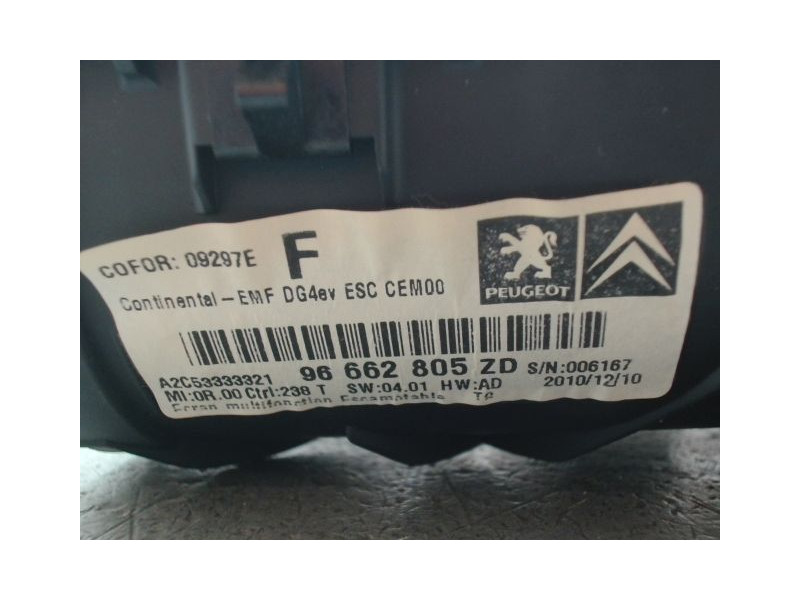 COFOR: 09297E F
PEUGEOT
Continental-EMF DG4ev ESC CEM00
A2C53333321 96 662 805 ZD S/N:006167
MI:0R.00 Ctrl:238 T SW:04.01 HW:AD 2010/12/10
Ecran multifonction Escamotable